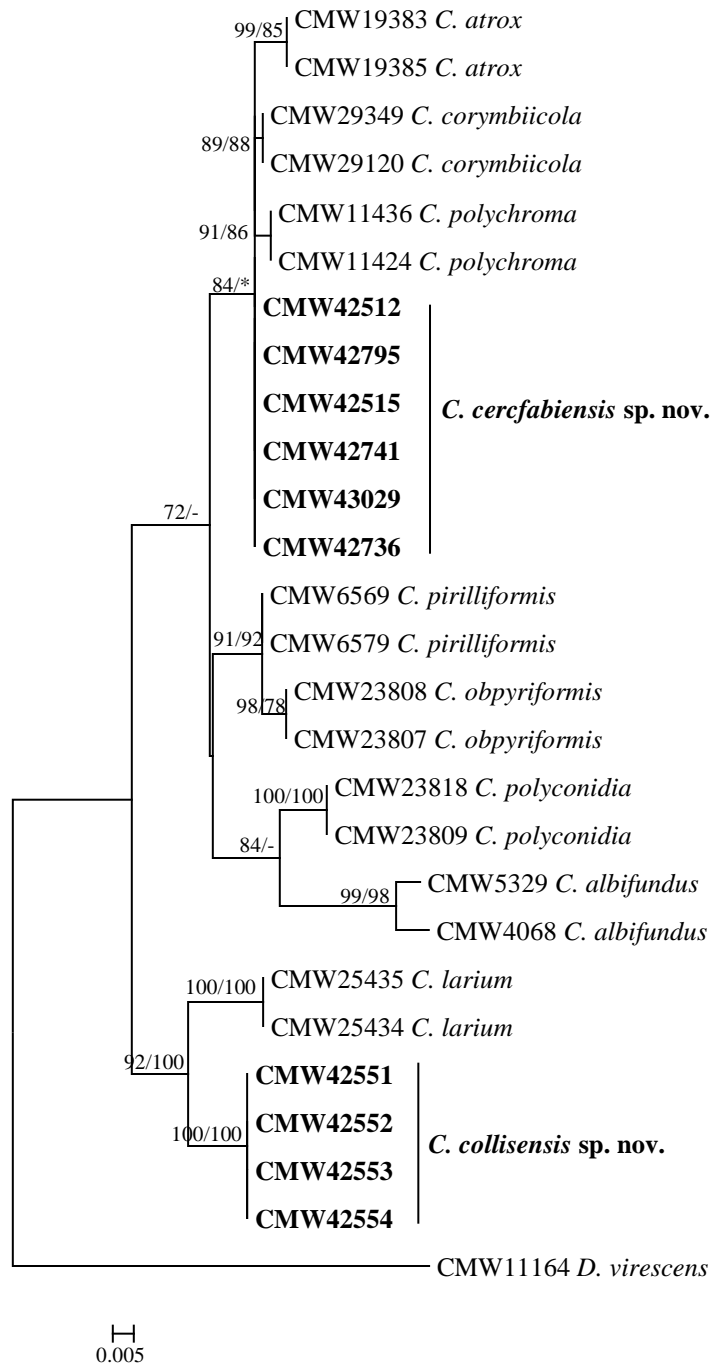 99/85
CMW19383 C. atrox
CMW19385 C. atrox
89/88
CMW29349 C. corymbiicola
CMW29120 C. corymbiicola
91/86
CMW11436 C. polychroma
CMW11424 C. polychroma
84/*
CMW42512
CMW42795
CMW42515
CMW42741
CMW43029
CMW42736
C. cercfabiensis sp. nov.
72/-
CMW6569 C. pirilliformis
91/92
CMW6579 C. pirilliformis
98/78
CMW23808 C. obpyriformis
CMW23807 C. obpyriformis
100/100
CMW23818 C. polyconidia
CMW23809 C. polyconidia
84/-
99/98
CMW5329 C. albifundus
CMW4068 C. albifundus
100/100
CMW25435 C. larium
CMW25434 C. larium
92/100
100/100
CMW42551
CMW42552
CMW42553
CMW42554
C. collisensis sp. nov.
CMW11164 D. virescens
0.005